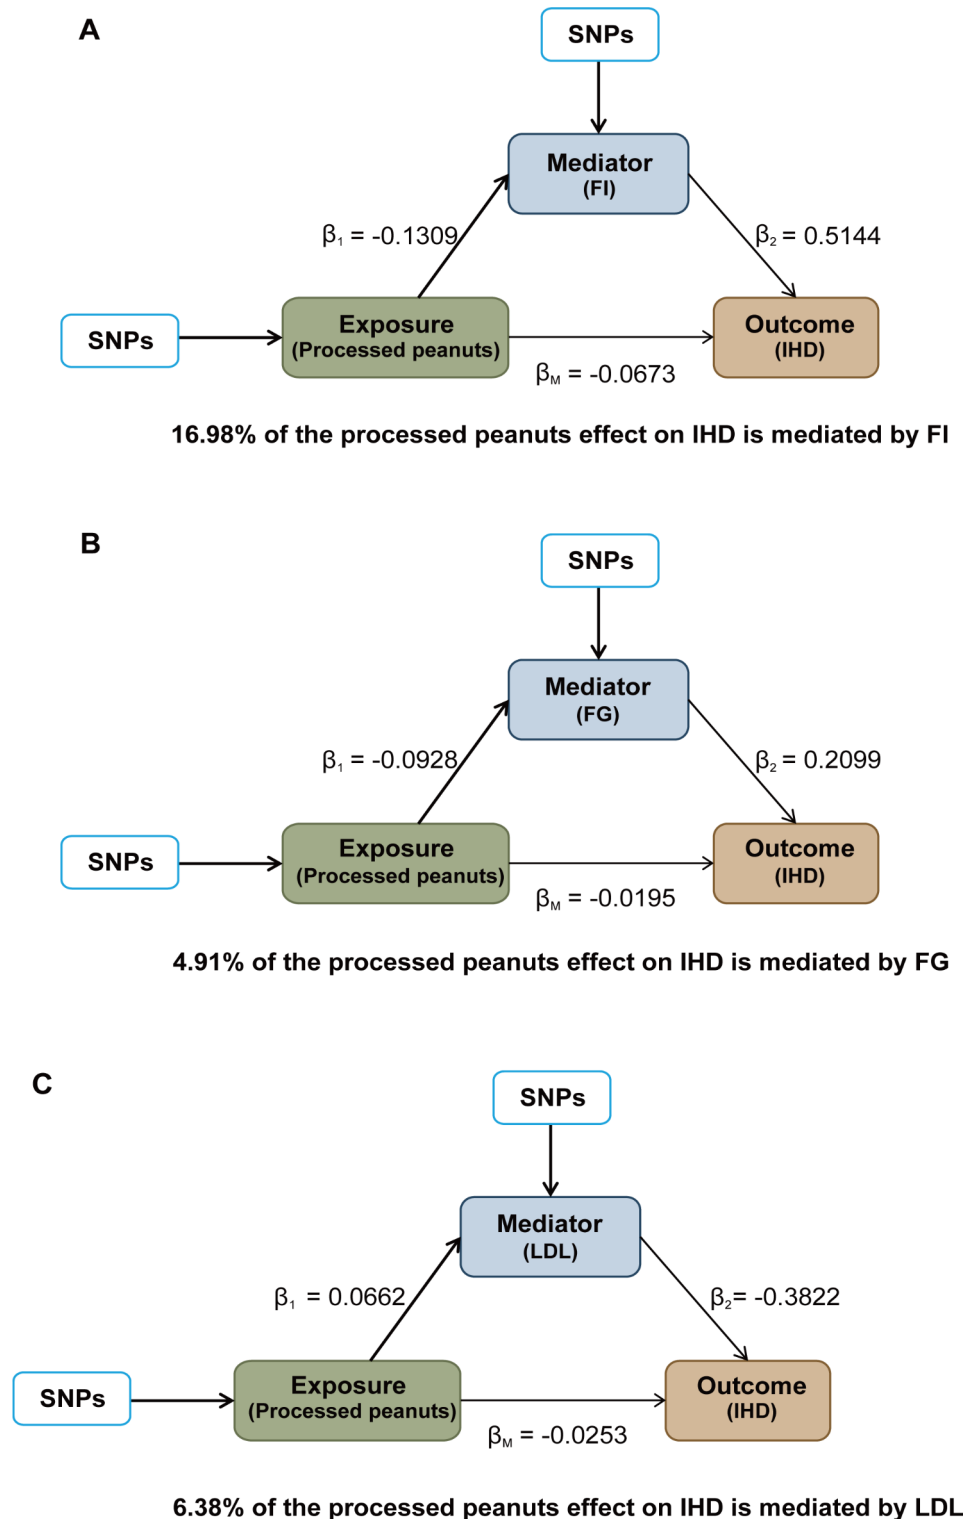 A
SNPs
Mediator
(FI)
β₁ = -0.1309
β₂ = 0.5144
SNPs
Exposure
(Processed peanuts)
Outcome
(IHD)
βM = -0.0673
16.98% of the processed peanuts effect on IHD is mediated by FI
B
SNPs
Mediator
(FG)
β₁ = -0.0928
β₂ = 0.2099
SNPs
Exposure
(Processed peanuts)
Outcome
(IHD)
βM = -0.0195
4.91% of the processed peanuts effect on IHD is mediated by FG
C
SNPs
Mediator
(LDL)
β₁ = 0.0662
β₂= -0.3822
SNPs
Exposure
(Processed peanuts)
Outcome
(IHD)
βM = -0.0253
6.38% of the processed peanuts effect on IHD is mediated by LDL